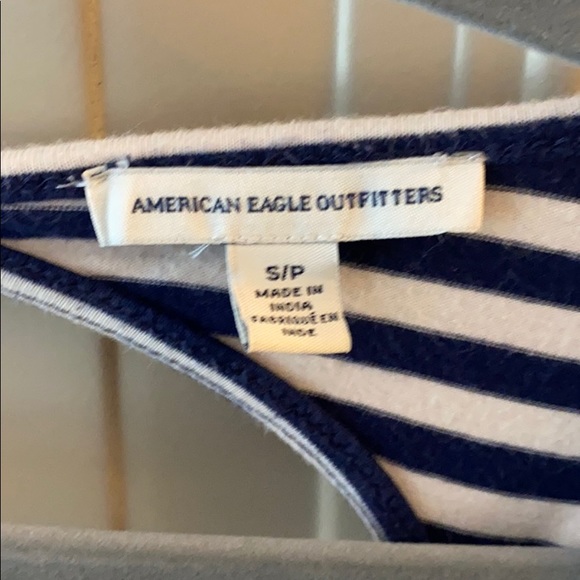 AMERICAN EAGLE OUTFITTERS
S/P
MADE IN
INDIA
FABRIQUÉ EN
INDE